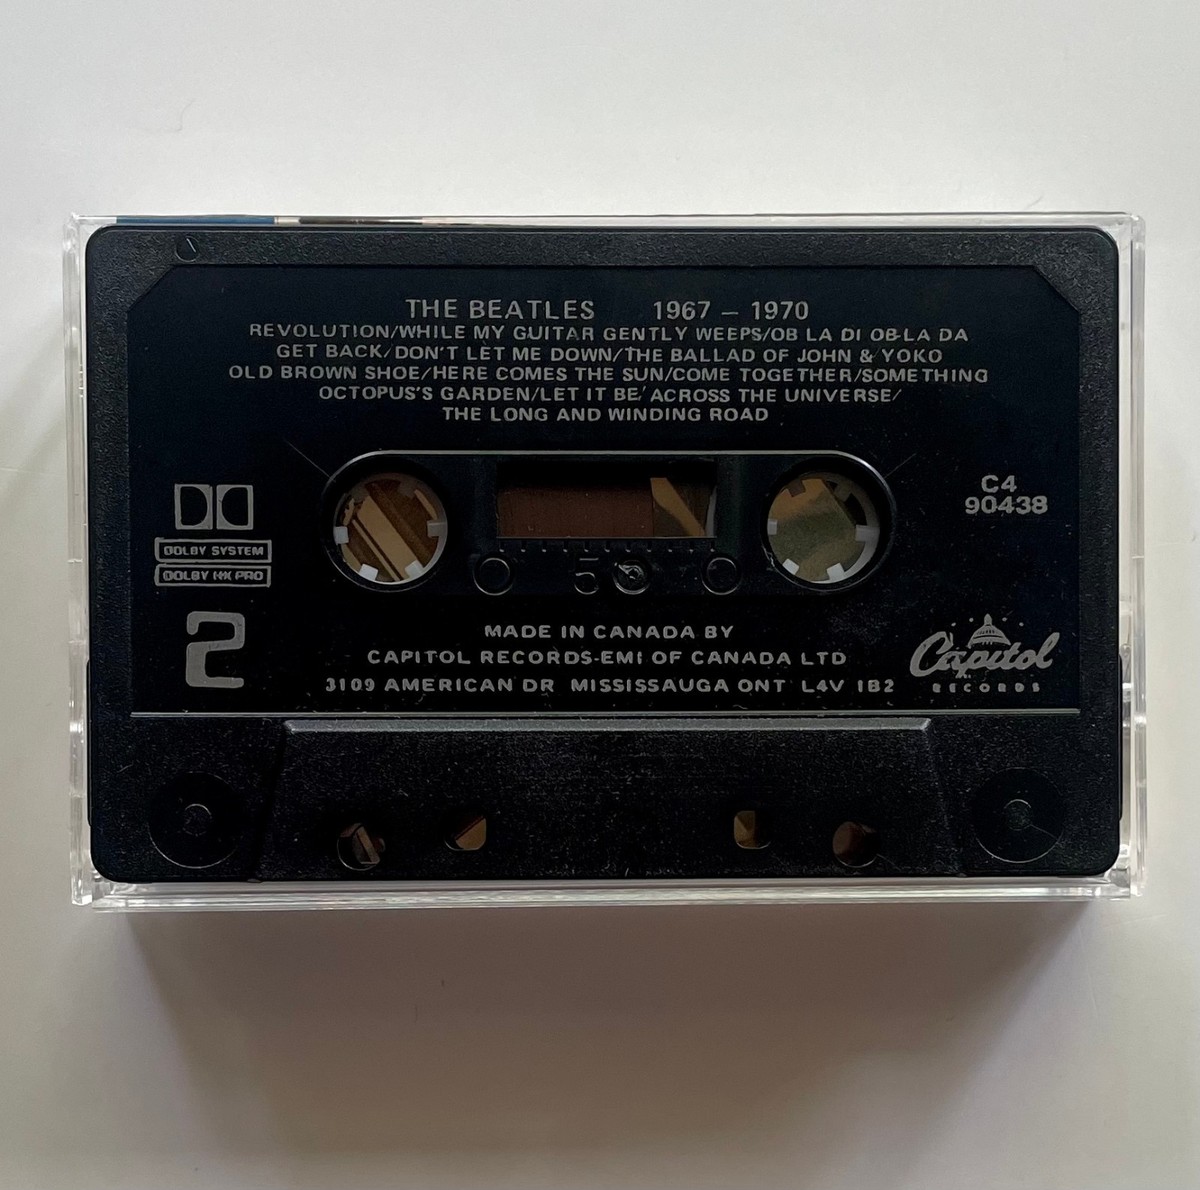 THE BEATLES 1967 – 1970
REVOLUTION/WHILE MY GUITAR GENTLY WEEPS/OB LA DI OB-LA DA
GET BACK/DON'T LET ME DOWN/THE BALLAD OF JOHN & YOKO
OLD BROWN SHOE/HERE COMES THE SUN/COME TOGETHER/SOMETHING
OCTOPUS'S GARDEN/LET IT BE/ACROSS THE UNIVERSE/
THE LONG AND WINDING ROAD
C4
90438
DOLBY SYSTEM
DOLBY HX PRO
5
2
MADE IN CANADA BY
CAPITOL RECORDS-EMI OF CANADA LTD
3109 AMERICAN DR MISSISSAUGA ONT L4V 1B2
Capitol
RECORDS